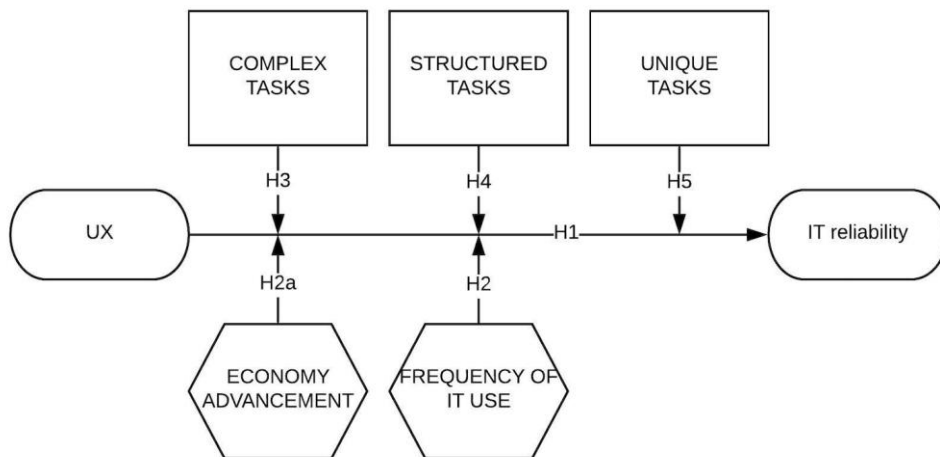 COMPLEX
TASKS
STRUCTURED
TASKS
UNIQUE
TASKS
H3
H4
H5
UX
H1
IT reliability
H2a
H2
ECONOMY
ADVANCEMENT
FREQUENCY OF
IT USE